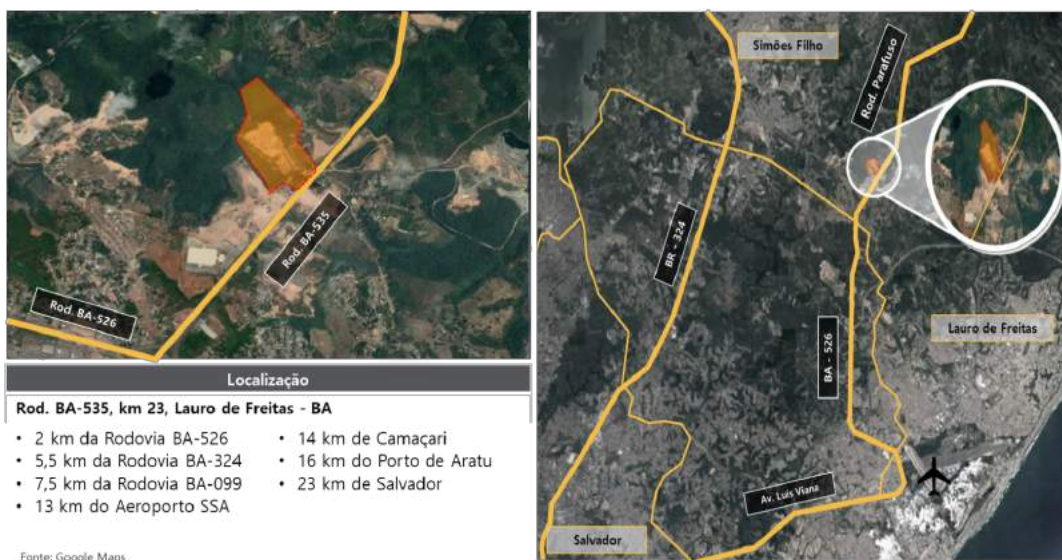 Rod. BA-535
Rod. BA-526
Localização
Rod. BA-535, km 23, Lauro de Freitas - BA
• 2 km da Rodovia BA-526
• 5,5 km da Rodovia BA-324
• 7,5 km da Rodovia BA-099
• 13 km do Aeroporto SSA
• 14 km de Camaçari
• 16 km do Porto de Aratu
• 23 km de Salvador
Fonte: Google Maps
Simões Filho
Rod. Parafuso
BR - 324
Lauro de Freitas
BA - 526
Av. Luís Viana
Salvador